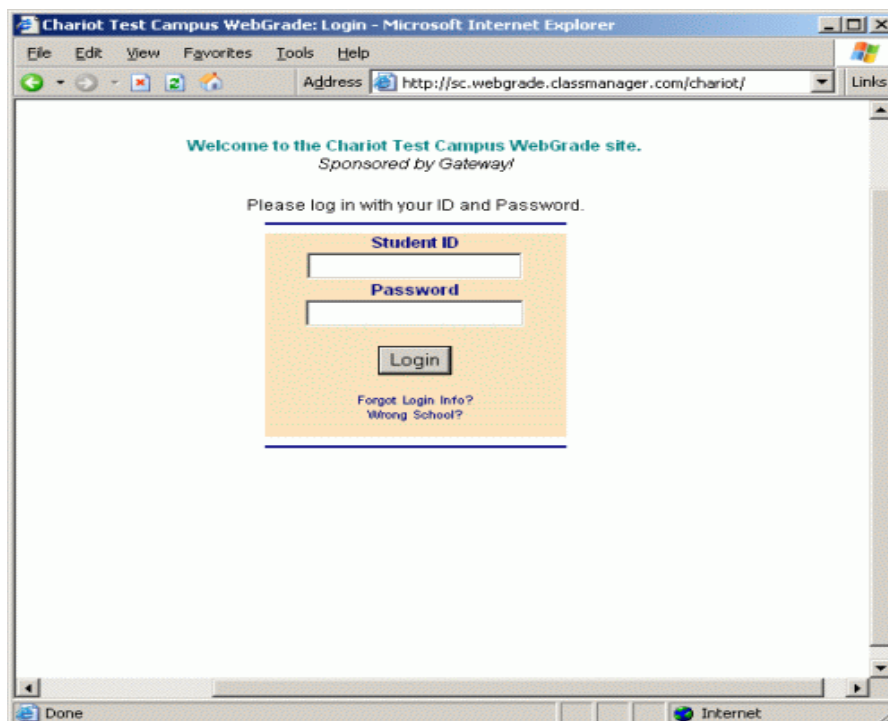 Chariot Test Campus WebGrade: Login - Microsoft Internet Explorer
File Edit View Favorites Tools Help
Address http://sc.webgrade.classmanager.com/chariot/ Links
Welcome to the Chariot Test Campus WebGrade site.
Sponsored by Gateway!
Please log in with your ID and Password.
Student ID
Password
Login
Forgot Login Info?
Wrong School?
Done Internet